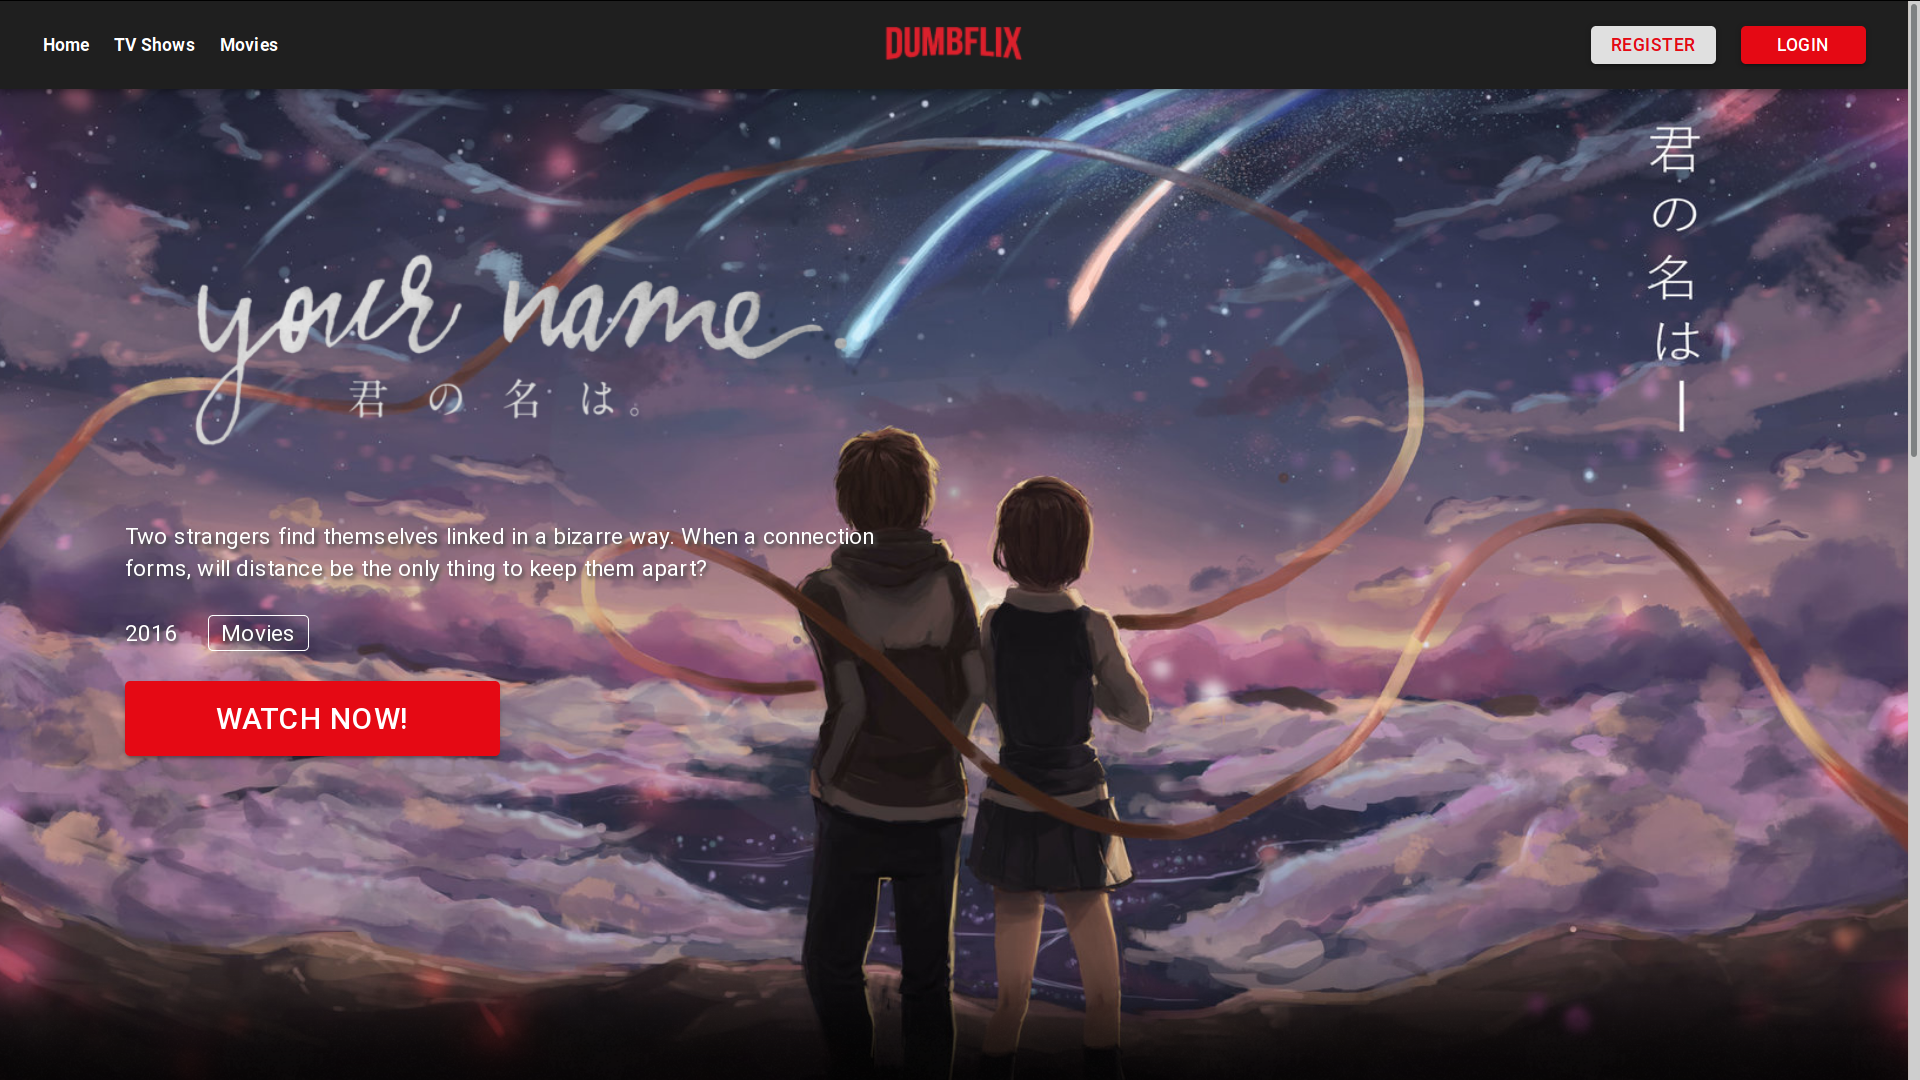 Home TV Shows Movies
DUMBFLIX
REGISTER LOGIN
your name.
君の名は。
君の名はー
Two strangers find themselves linked in a bizarre way. When a connection
forms, will distance be the only thing to keep them apart?
2016 Movies
WATCH NOW!